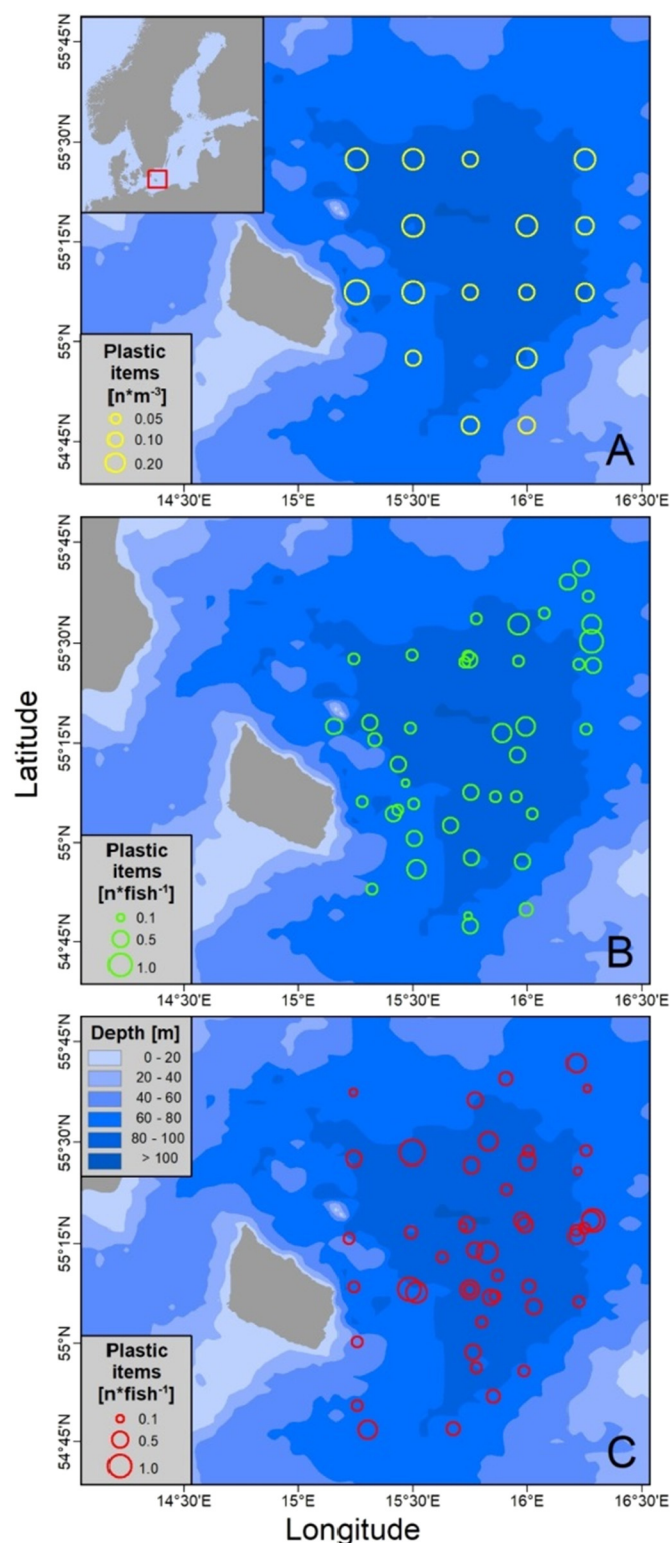 55°45'N
55°30'N
55°15'N
55°0'N
54°45'N
Plastic
items
[n*m⁻³]
0.05
0.10
0.20
A
14°30'E
15°E
15°30'E
16°E
16°30'E
55°45'N
55°30'N
55°15'N
55°0'N
54°45'N
Latitude
Plastic
items
[n*fish⁻¹]
0.1
0.5
1.0
B
14°30'E
15°E
15°30'E
16°E
16°30'E
55°45'N
55°30'N
55°15'N
55°0'N
54°45'N
Depth [m]
0 - 20
20 - 40
40 - 60
60 - 80
80 - 100
> 100
Plastic
items
[n*fish⁻¹]
0.1
0.5
1.0
C
14°30'E
15°E
15°30'E
16°E
16°30'E
Longitude